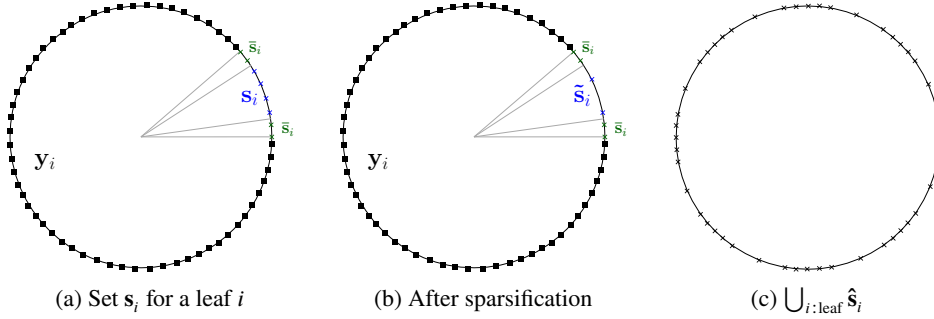 s̄ᵢ
sᵢ
s̄ᵢ
yᵢ
(a) Set sᵢ for a leaf i
s̄ᵢ
s̃ᵢ
s̄ᵢ
yᵢ
(b) After sparsification
(c) ⋃ᵢ:leaf ŝᵢ